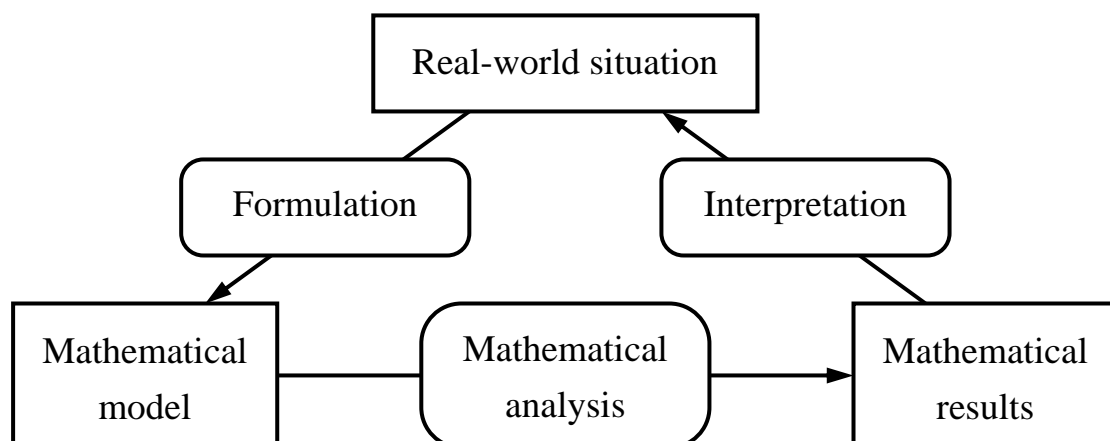 Real-world situation
Formulation
Interpretation
Mathematical
model
Mathematical
analysis
Mathematical
results